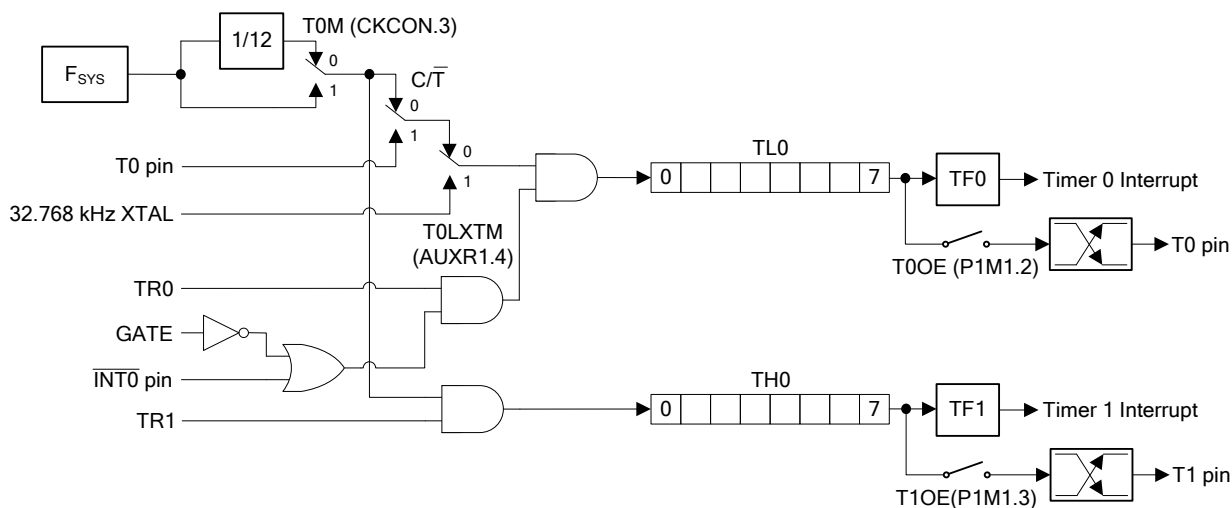 T0M (CKCON.3)
1/12
0
FSYS
1
C/T̅
0
1
T0 pin
0
1
32.768 kHz XTAL
T0LXTM
(AUXR1.4)
TR0
GATE
I̅N̅T̅0̅ pin
TR1
TL0
0
7
TF0
Timer 0 Interrupt
T0OE (P1M1.2)
T0 pin
TH0
0
7
TF1
Timer 1 Interrupt
T1OE(P1M1.3)
T1 pin